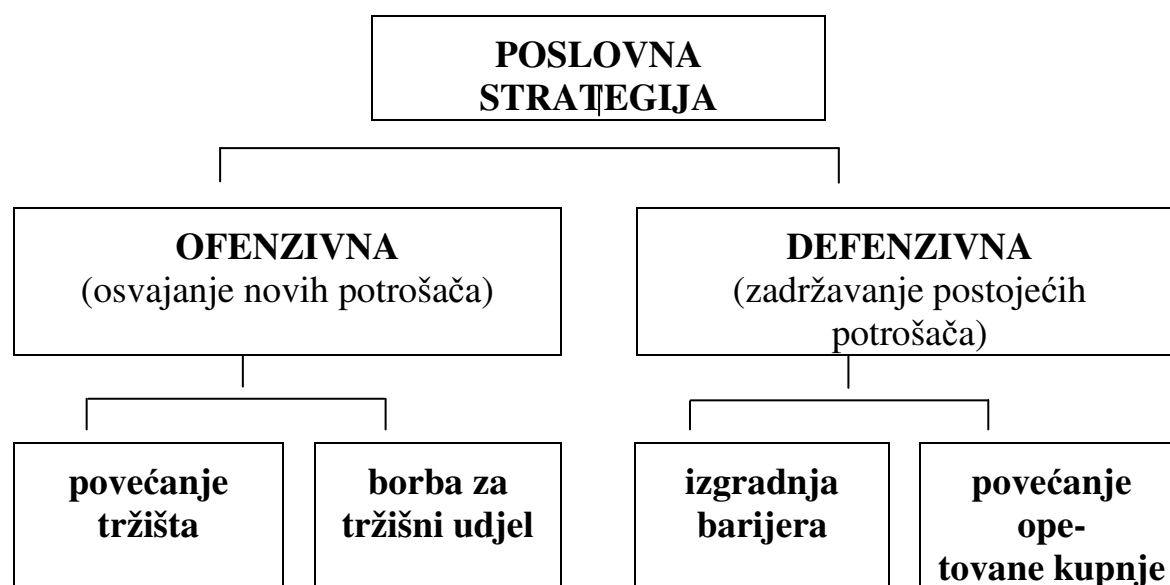 POSLOVNA
STRATEGIJA
OFENZIVNA
(osvajanje novih potrošača)
DEFENZIVNA
(zadržavanje postojećih
potrošača)
povećanje
tržišta
borba za
tržišni udjel
izgradnja
barijera
povećanje
ope-
tovane kupnje